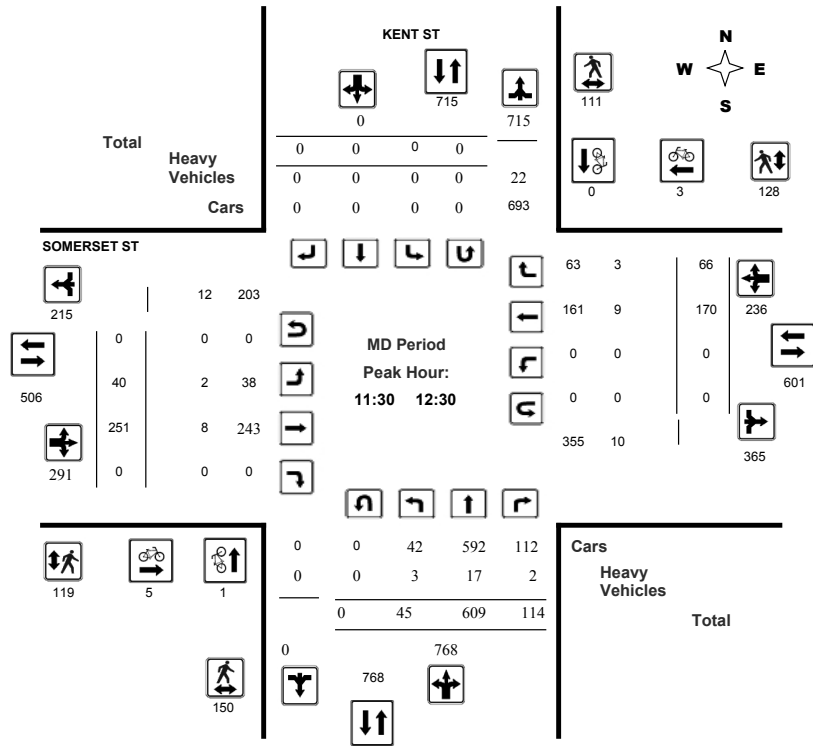 KENT ST
N
W E
S
715
111
0 715
Total
0 0 0 0
Heavy
Vehicles
0 0 0 0 22
Cars
0 0 0 0 693
0 3 128
SOMERSET ST
215
12 203
63 3 66
161 9 170 236
0 0 0
0 0 0
355 10
601
365
506
0 0 0
40 2 38
251 8 243
291 0 0 0
MD Period
Peak Hour:
11:30 12:30
0 0 42 592 112
Cars
0 0 3 17 2
Heavy
Vehicles
0 45 609 114
Total
119 5 1
0 768
768
150